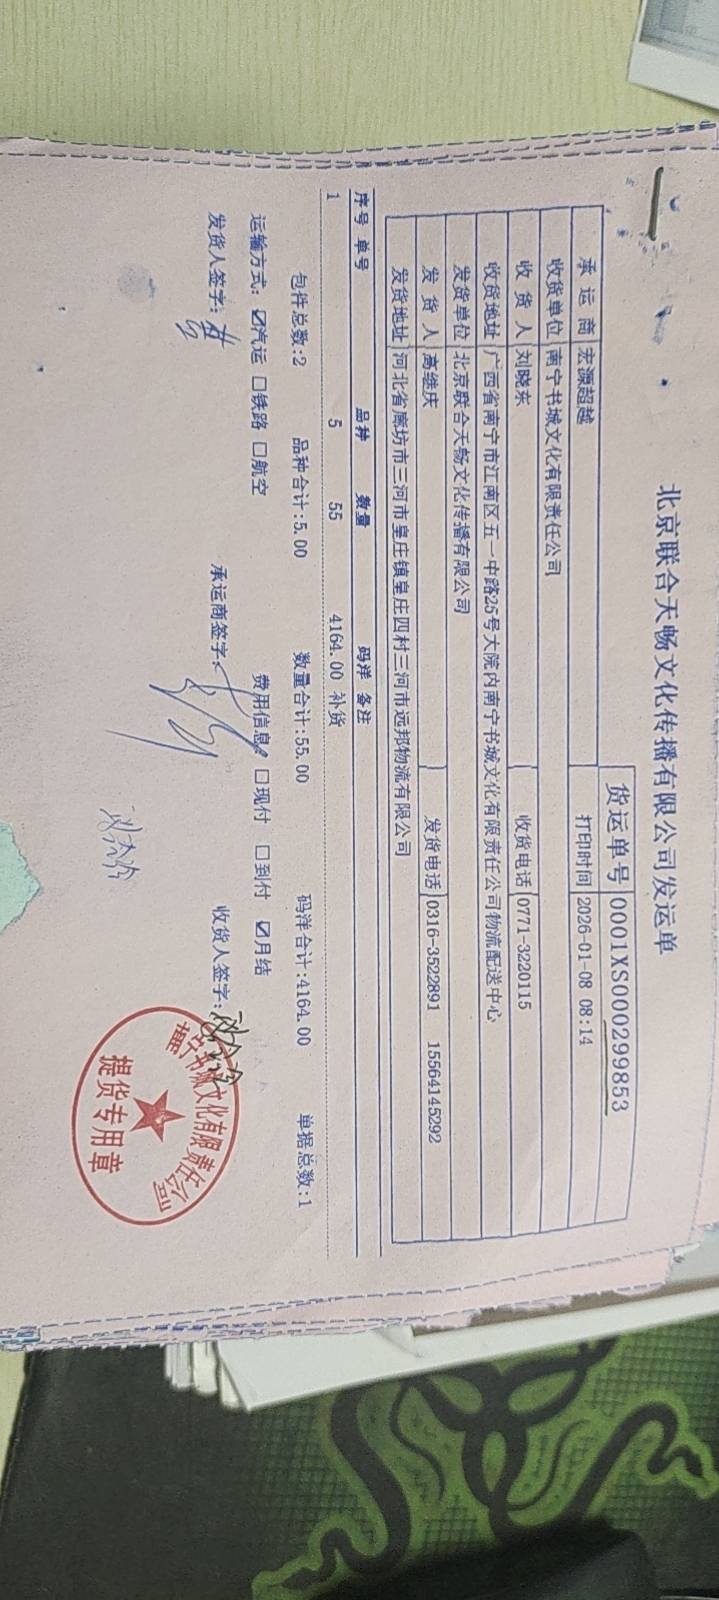 北京联合天畅文化传播有限公司发运单
货运单号 0001XS000299853
承运商 宏源超越 打印时间 2026-01-08 08:14
收货单位 南宁书城文化有限责任公司
收货人 刘晓东 收货电话 0771-3220115
收货地址 广西省南宁市江南区五一中路25号大院内南宁书城文化有限责任公司物流配送中心
发货单位 北京联合天畅文化传播有限公司
发货人 高继庆 发货电话 0316-3522891 15564145292
发货地址 河北省廊坊市三河市皇庄镇皇庄四村三河市远邦物流有限公司
序号 单号 品种 数量 码洋 备注
1 5 55 4164.00 补货
包件总数:2 品种合计:5.00 数量合计:55.00 码洋合计:4164.00 单据总数:1
运输方式: ☑汽运 ☐铁路 ☐航空 费用信息: ☐现付 ☐到付 ☑月结
发货人签字: 承运商签字: 收货人签字:
南宁书城文化有限责任公司
提货专用章